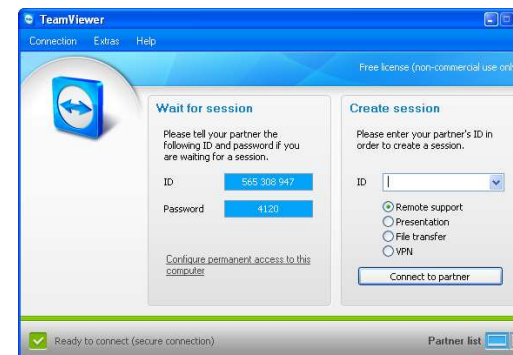 TeamViewer
Connection Extras Help
Free license (non-commercial use only
Wait for session
Please tell your partner the
following ID and password if you
are waiting for a session.
ID 565 308 947
Password 4120
Configure permanent access to this
computer
Create session
Please enter your partner's ID in
order to create a session.
ID
Remote support
Presentation
File transfer
VPN
Connect to partner
Ready to connect (secure connection)
Partner list